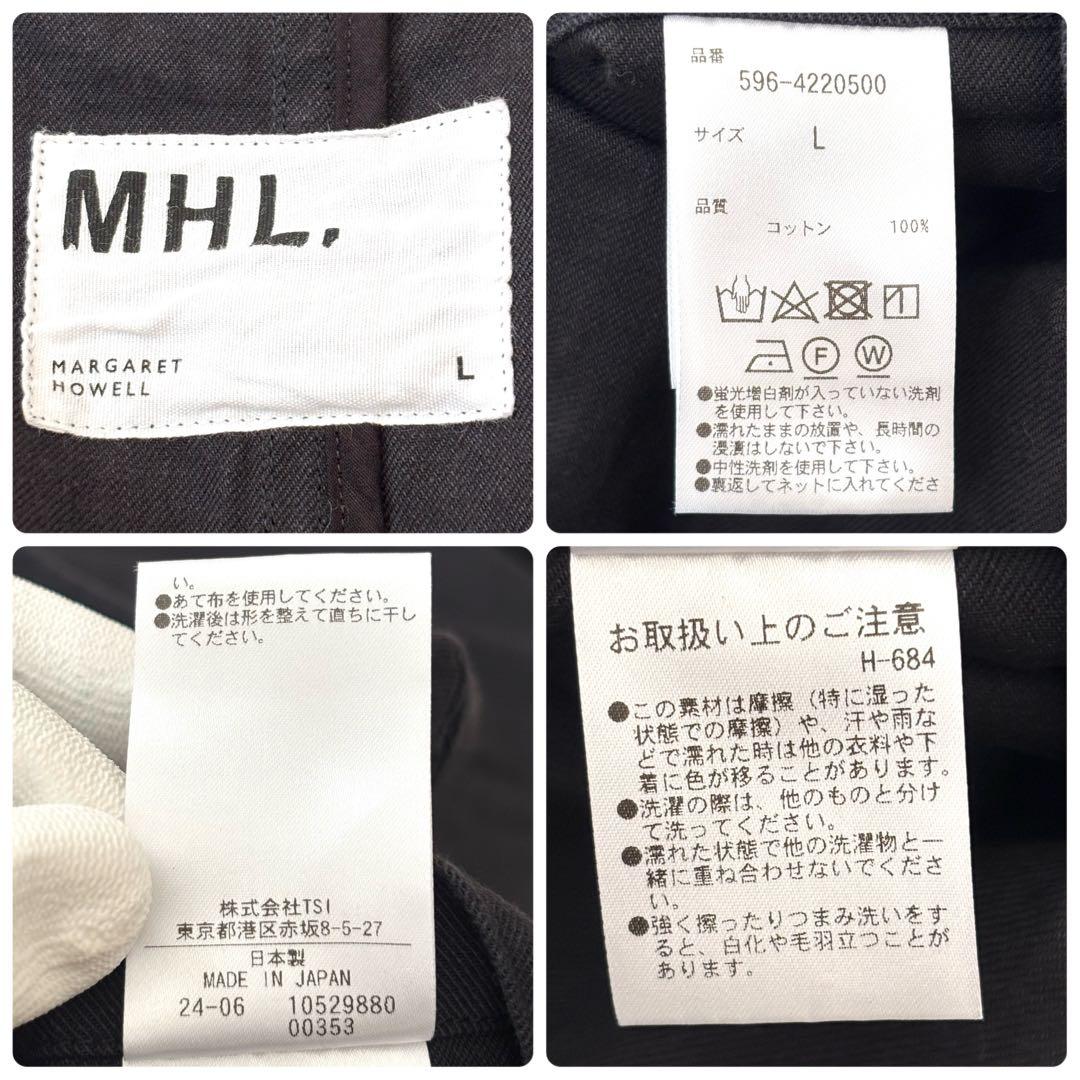 MHL.
MARGARET
HOWELL
L
品番
596-4220500
サイズ L
品質
コットン 100%
F W
●蛍光増白剤が入っていない洗剤
を使用して下さい。
●濡れたままの放置や、長時間の
浸漬はしないで下さい。
●中性洗剤を使用して下さい。
●裏返してネットに入れてくださ
い。
●あて布を使用してください。
●洗濯後は形を整えて直ちに干し
てください。
株式会社TSI
東京都港区赤坂8-5-27
日本製
MADE IN JAPAN
24-06 10529880
00353
お取扱い上のご注意
H-684
●この素材は摩擦（特に湿った
状態での摩擦）や、汗や雨な
どで濡れた時は他の衣料や下
着に色が移ることがあります。
●洗濯の際は、他のものと分け
て洗ってください。
●濡れた状態で他の洗濯物と一
緒に重ね合わせないでくださ
い。
●強く擦ったりつまみ洗いをす
ると、白化や毛羽立つことが
あります。